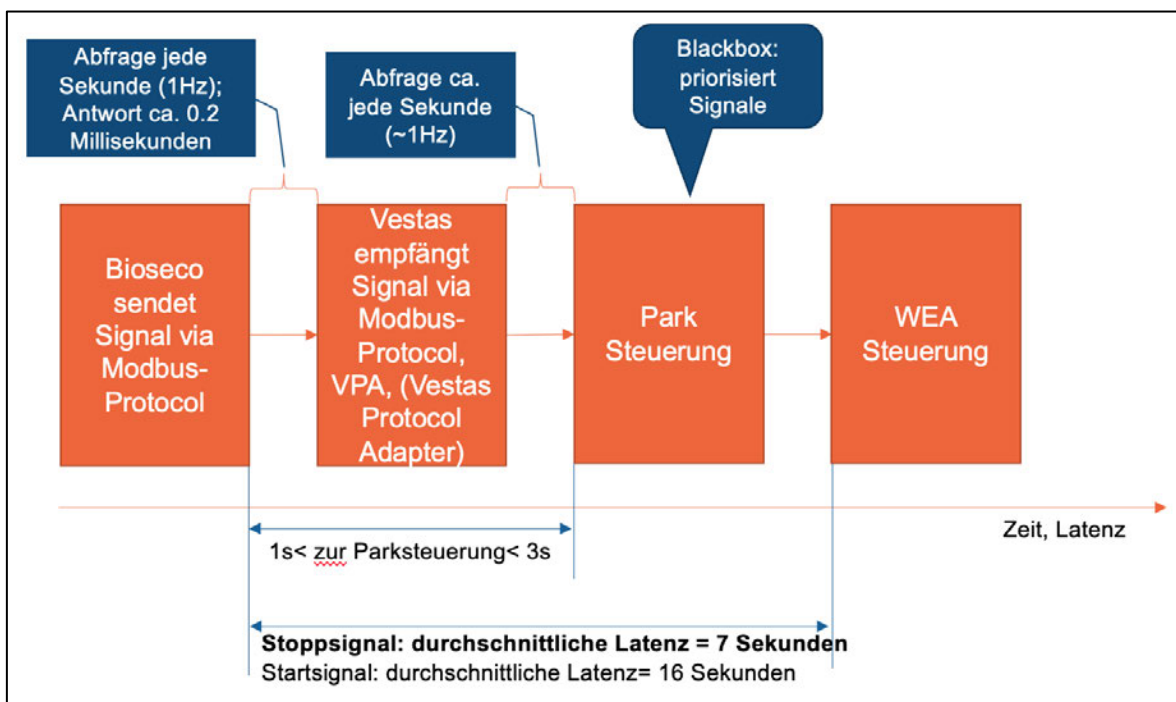 Abfrage jede
Sekunde (1Hz);
Antwort ca. 0.2
Millisekunden
Abfrage ca.
jede Sekunde
(~1Hz)
Blackbox:
priorisiert
Signale
Bioseco
sendet
Signal via
Modbus-
Protocol
Vestas
empfängt
Signal via
Modbus-
Protocol,
VPA, (Vestas
Protocol
Adapter)
Park
Steuerung
WEA
Steuerung
Zeit, Latenz
1s< zur Parksteuerung< 3s
Stoppsignal: durchschnittliche Latenz = 7 Sekunden
Startsignal: durchschnittliche Latenz= 16 Sekunden